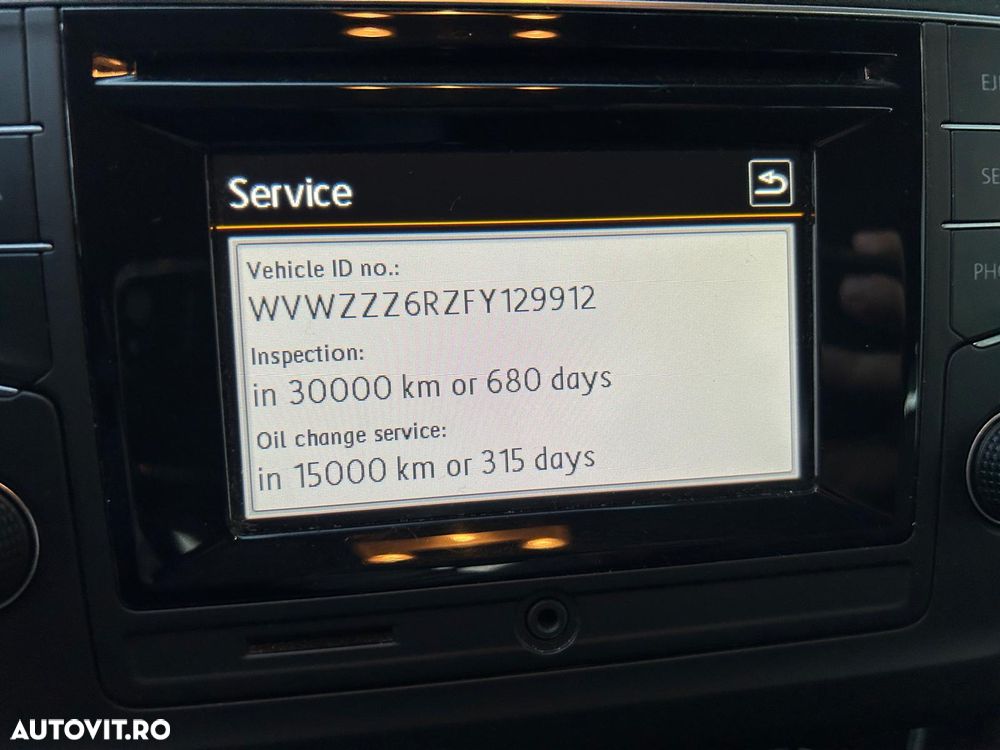 Service
Vehicle ID no.:
WVWZZZ6RZFY129912
Inspection:
in 30000 km or 680 days
Oil change service:
in 15000 km or 315 days
AUTOVIT.RO